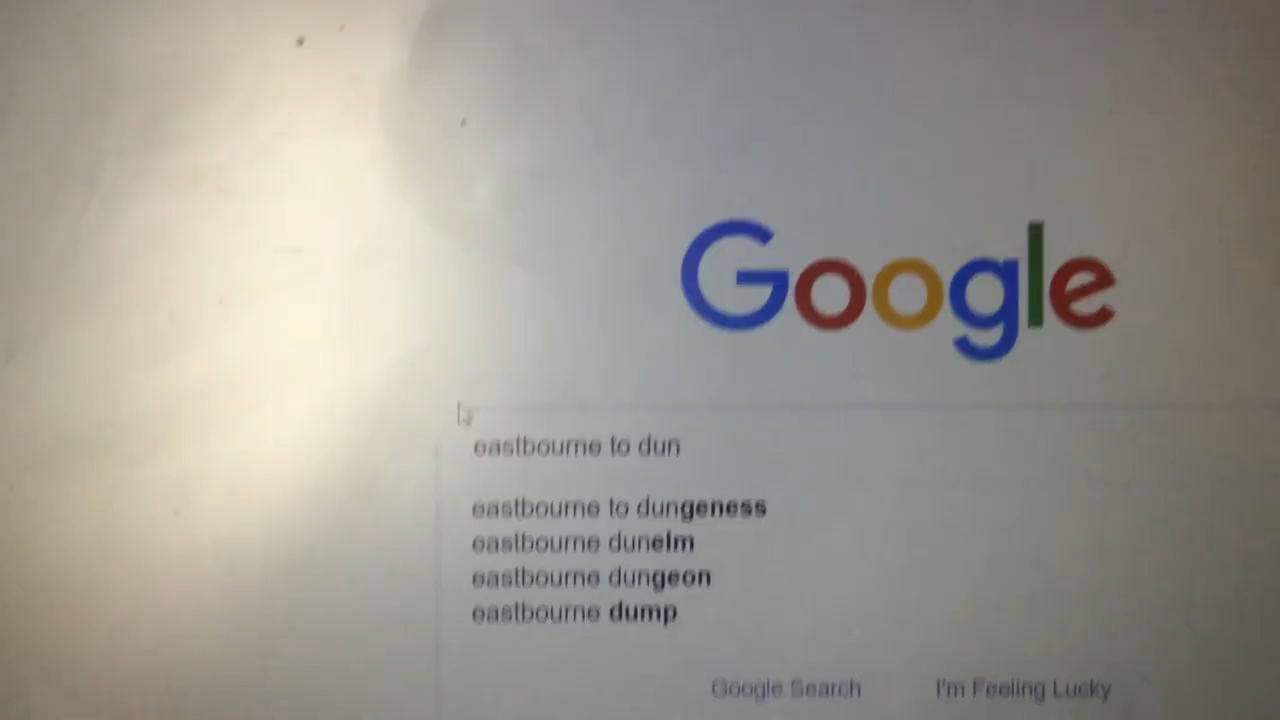 Google
eastbourne to dun
eastbourne to dungeness
eastbourne dunelm
eastbourne dungeon
eastbourne dump
Google Search I'm Feeling Lucky